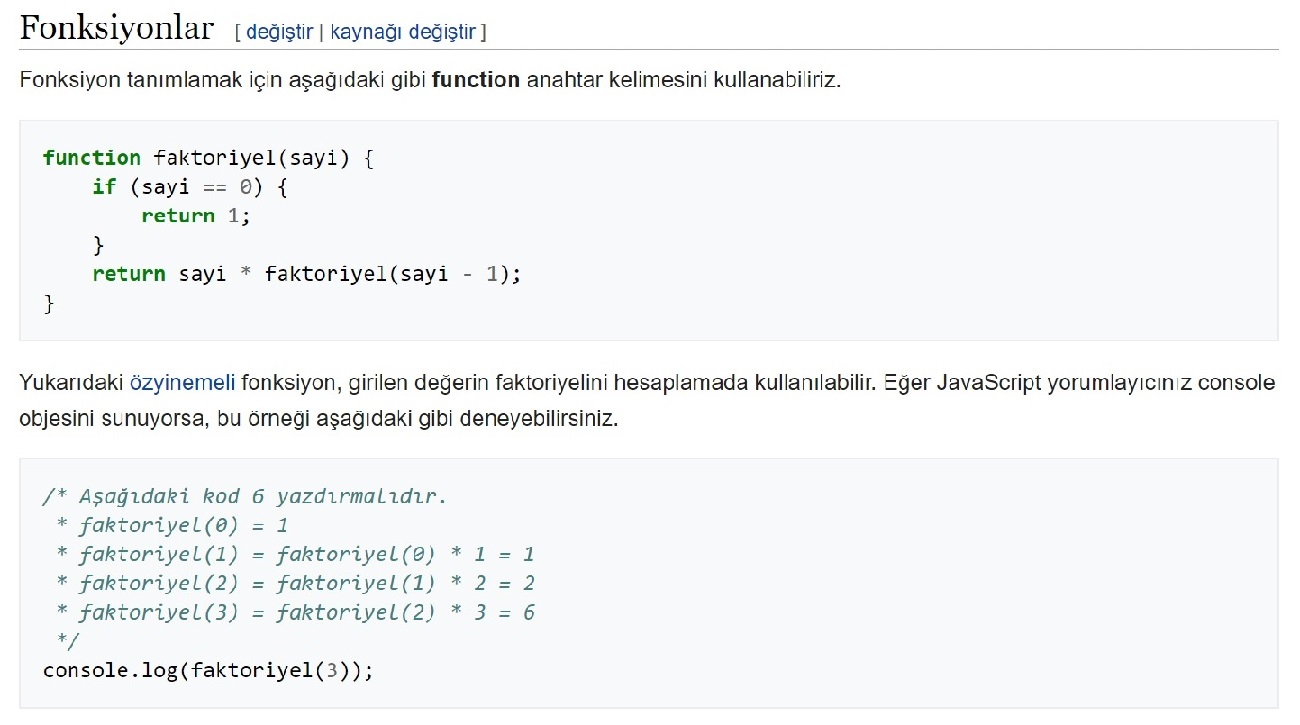 Fonksiyonlar [ değiştir | kaynağı değiştir ]
Fonksiyon tanımlamak için aşağıdaki gibi function anahtar kelimesini kullanabiliriz.
function faktoriyel(sayi) {
    if (sayi == 0) {
        return 1;
    }
    return sayi * faktoriyel(sayi - 1);
}
Yukarıdaki özyinemeli fonksiyon, girilen değerin faktoriyelini hesaplamada kullanılabilir. Eğer JavaScript yorumlayıcınız console
objesini sunuyorsa, bu örneği aşağıdaki gibi deneyebilirsiniz.
/* Aşağıdaki kod 6 yazdırmalıdır.
 * faktoriyel(0) = 1
 * faktoriyel(1) = faktoriyel(0) * 1 = 1
 * faktoriyel(2) = faktoriyel(1) * 2 = 2
 * faktoriyel(3) = faktoriyel(2) * 3 = 6
 */
console.log(faktoriyel(3));